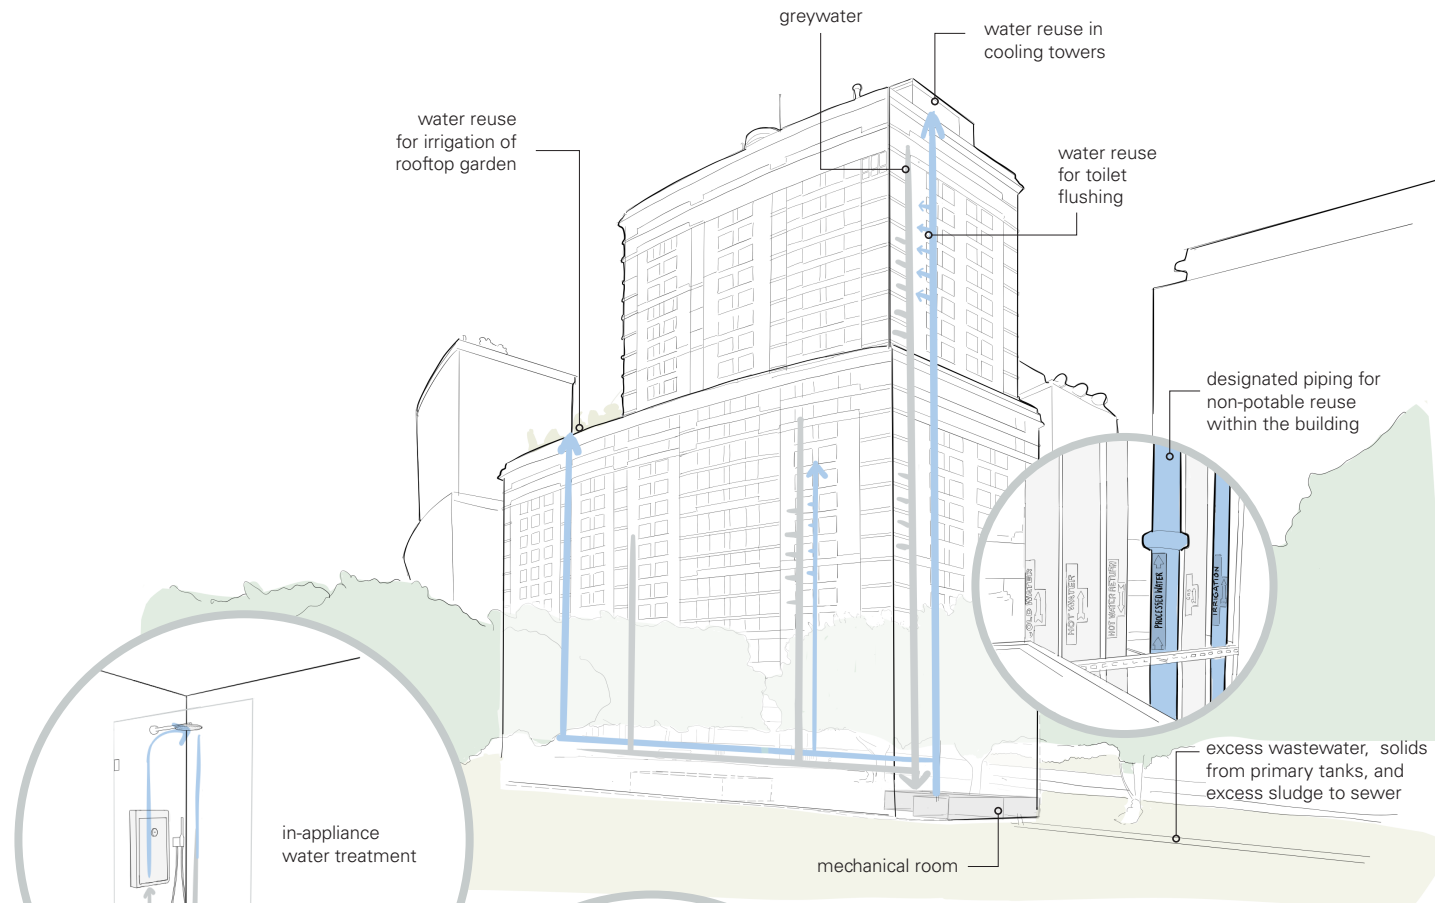 greywater
water reuse in
cooling towers
water reuse
for irrigation of
rooftop garden
water reuse
for toilet
flushing
designated piping for
non-potable reuse
within the building
COLD WATER
HOT WATER
HOT WATER RETURN
PROCESSED WATER
IRRIGATION
excess wastewater, solids
from primary tanks, and
excess sludge to sewer
in-appliance
water treatment
mechanical room